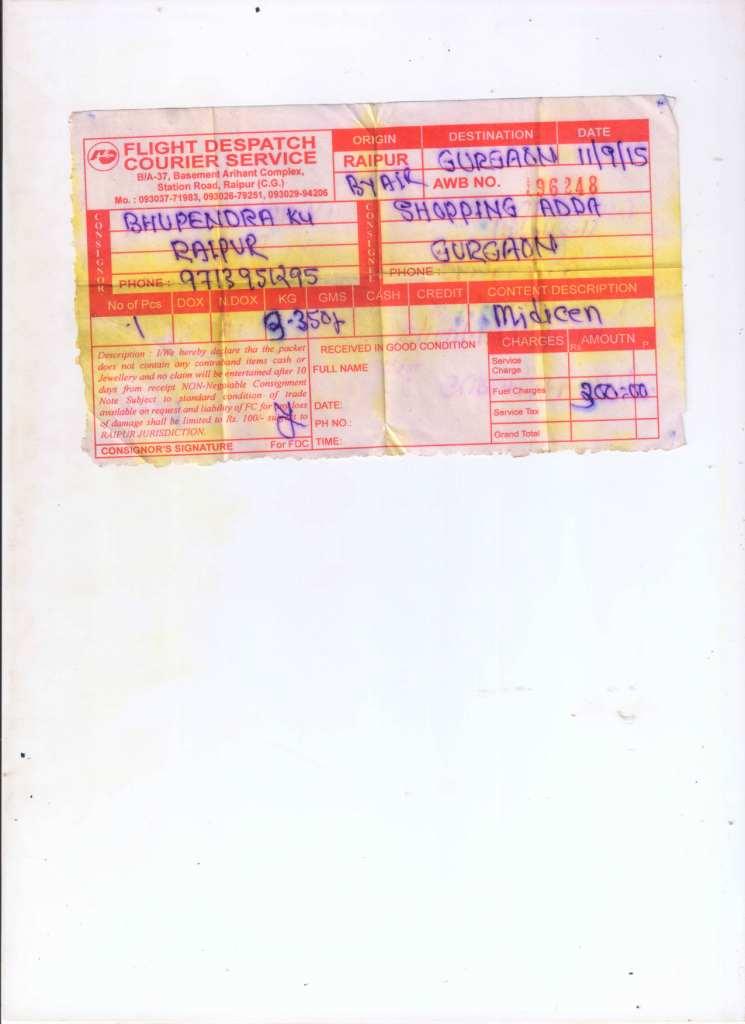 FLIGHT DESPATCH
COURIER SERVICE
B/A-37, Basement Arihant Complex,
Station Road, Raipur (C.G.)
Mo. : 093037-71983, 093026-79251, 093029-94206
ORIGIN DESTINATION DATE
RAIPUR GURGAON 11/9/15
BY AIR AWB NO. 196248
CONSIGNOR
BHUPENDRA KU
RAIPUR
PHONE : 9713951295
CONSIGNEE
SHOPPING ADDA
GURGAON
PHONE :
No of Pcs DOX N.DOX KG GMS CASH CREDIT CONTENT DESCRIPTION
1 Midicen
Description : I/We hereby declare tha the packet
does not contain any contraband items cash or
Jewellery and no claim will be entertained after 10
days from receipt NON-Negotiable Consignment
Note Subject to standard condition of trade
available on request and liability of FC for loss
of damage shall be limited to Rs. 100/- subject to
RAIPUR JURISDICTION.
CONSIGNOR'S SIGNATURE For FDC
RECEIVED IN GOOD CONDITION
FULL NAME
DATE:
PH NO.:
TIME:
CHARGES Rs. AMOUTN P.
Service
Charge
Fuel Charges 300=00
Service Tax
Grand Total